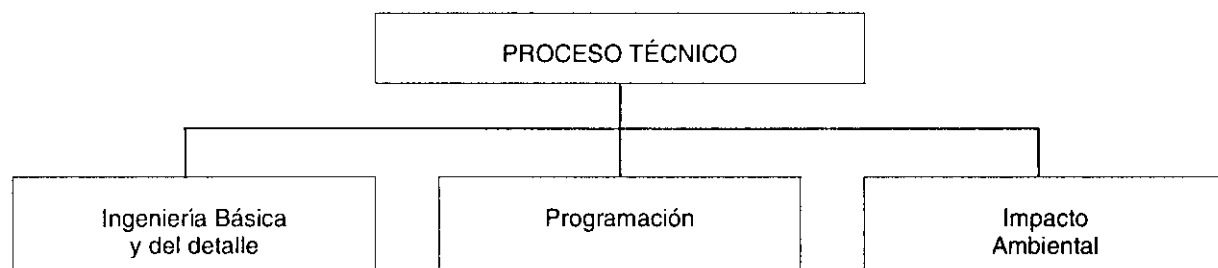 PROCESO TÉCNICO
Ingeniería Básica
y del detalle
Programación
Impacto
Ambiental